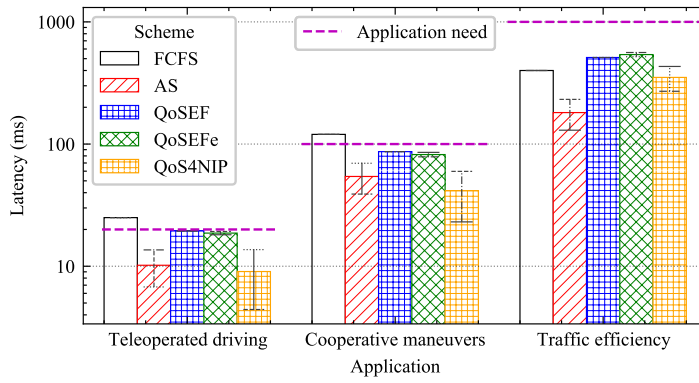 1000
100
10
Latency (ms)
Scheme
FCFS
AS
QoSEF
QoSEFe
QoS4NIP
Application need
Teleoperated driving
Cooperative maneuvers
Traffic efficiency
Application